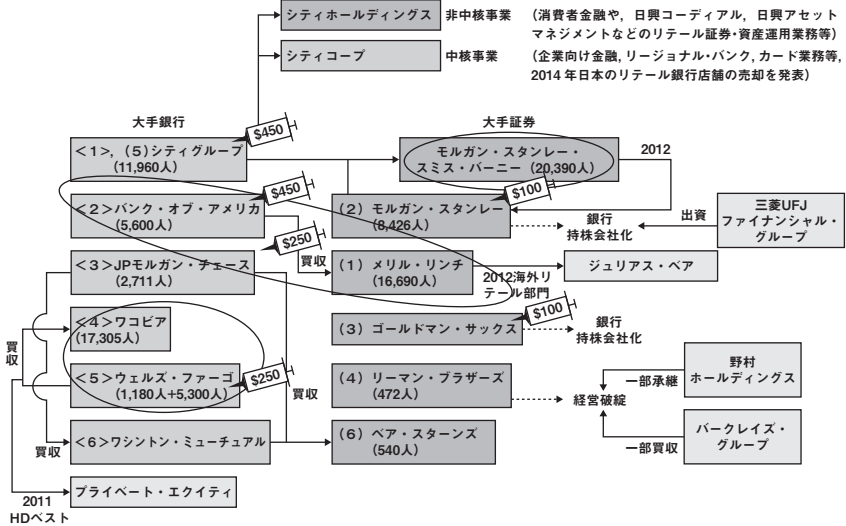 シティホールディングス 非中核事業 (消費者金融や, 日興コーディアル, 日興アセット
マネジメントなどのリテール証券・資産運用業務等)
シティコープ 中核事業 (企業向け金融, リージョナル・バンク, カード業務等,
2014年日本のリテール銀行店舗の売却を発表)
大手銀行
大手証券
$450
<1>, (5)シティグループ
(11,960人)
モルガン・スタンレー・
スミス・バーニー (20,390人)
2012
$450
<2>バンク・オブ・アメリカ
(5,600人)
$100
(2) モルガン・スタンレー
(8,426人)
銀行
持株会社化
出資
三菱UFJ
ファイナンシャル・
グループ
$250
買収
<3>JPモルガン・チェース
(2,711人)
(1) メリル・リンチ
(16,690人)
2012海外リ
テール部門
ジュリアス・ベア
買収
<4>ワコビア
(17,305人)
$100
(3) ゴールドマン・サックス
銀行
持株会社化
買収
<5>ウェルズ・ファーゴ
(1,180人+5,300人)
$250
買収
(4) リーマン・ブラザーズ
(472人)
経営破綻
一部承継
野村
ホールディングス
買収
<6>ワシントン・ミューチュアル
(6) ベア・スターンズ
(540人)
一部買収
バークレイズ・
グループ
2011
HDベスト
プライベート・エクイティ